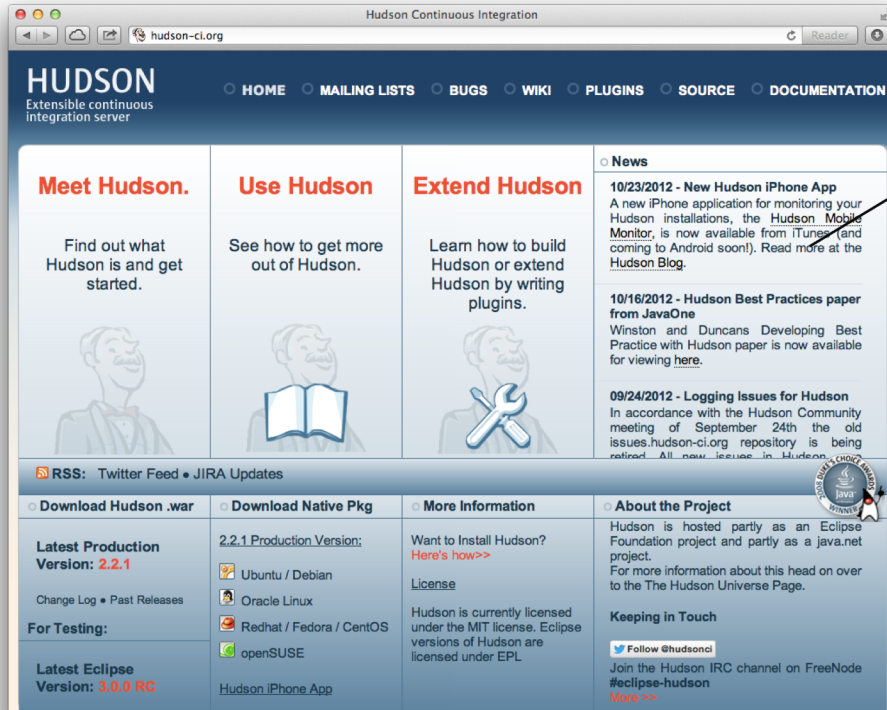 Hudson Continuous Integration
hudson-ci.org
Reader
HUDSON
Extensible continuous
integration server
HOME
MAILING LISTS
BUGS
WIKI
PLUGINS
SOURCE
DOCUMENTATION
Meet Hudson.
Find out what
Hudson is and get
started.
Use Hudson
See how to get more
out of Hudson.
Extend Hudson
Learn how to build
Hudson or extend
Hudson by writing
plugins.
News
10/23/2012 - New Hudson iPhone App
A new iPhone application for monitoring your
Hudson installations, the Hudson Mobile
Monitor, is now available from iTunes (and
coming to Android soon!). Read more at the
Hudson Blog.
10/16/2012 - Hudson Best Practices paper
from JavaOne
Winston and Duncans Developing Best
Practice with Hudson paper is now available
for viewing here.
09/24/2012 - Logging Issues for Hudson
In accordance with the Hudson Community
meeting of September 24th the old
issues.hudson-ci.org repository is being
retired. All new issues in Hudson
RSS: Twitter Feed ● JIRA Updates
2008 DUKE'S CHOICE AWARDS
Java
WINNER
Download Hudson .war
Latest Production
Version: 2.2.1
Change Log ● Past Releases
For Testing:
Latest Eclipse
Version: 3.0.0 RC
Download Native Pkg
2.2.1 Production Version:
Ubuntu / Debian
Oracle Linux
Redhat / Fedora / CentOS
openSUSE
Hudson iPhone App
More Information
Want to Install Hudson?
Here's how>>
License
Hudson is currently licensed
under the MIT license. Eclipse
versions of Hudson are
licensed under EPL
About the Project
Hudson is hosted partly as an Eclipse
Foundation project and partly as a java.net
project.
For more information about this head on over
to the The Hudson Universe Page.
Keeping in Touch
Follow @hudsonci
Join the Hudson IRC channel on FreeNode
#eclipse-hudson
More >>